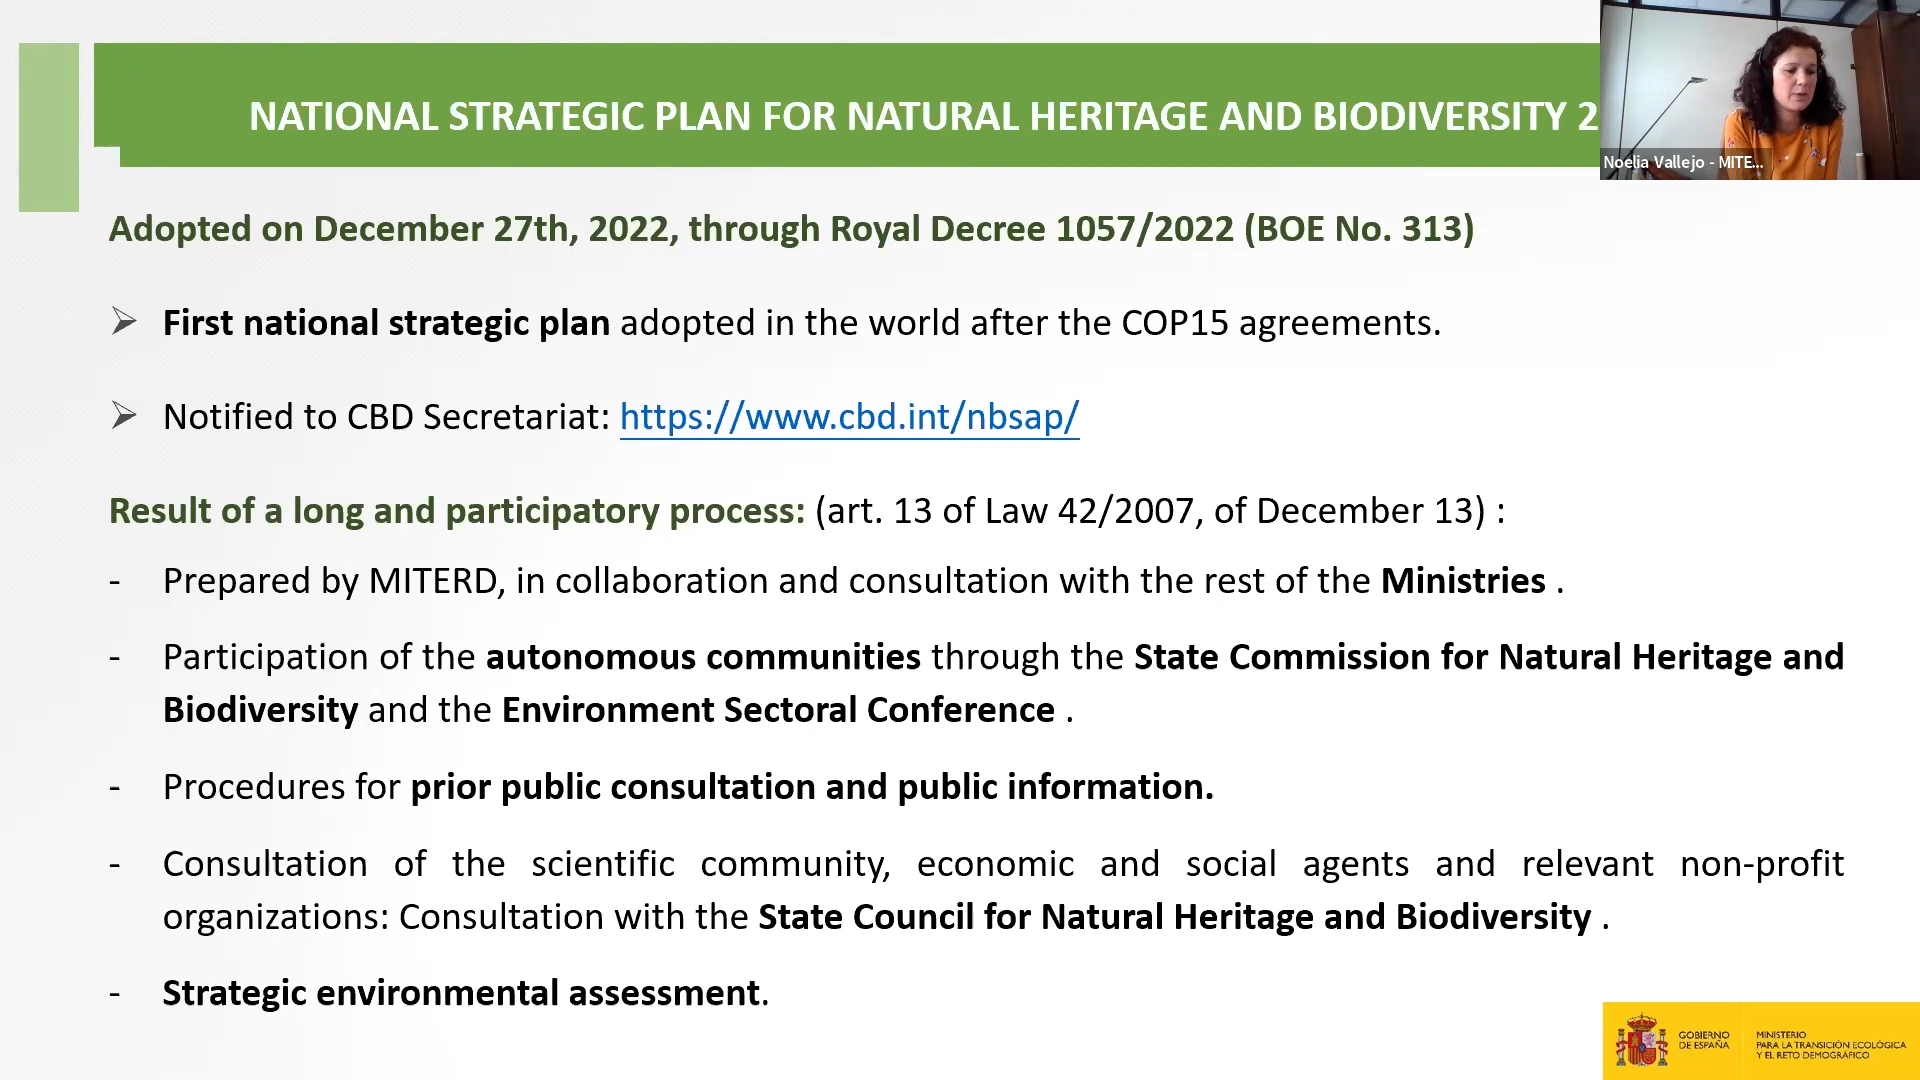 NATIONAL STRATEGIC PLAN FOR NATURAL HERITAGE AND BIODIVERSITY 2
Noelia Vallejo - MITE...
Adopted on December 27th, 2022, through Royal Decree 1057/2022 (BOE No. 313)
First national strategic plan adopted in the world after the COP15 agreements.
Notified to CBD Secretariat: https://www.cbd.int/nbsap/
Result of a long and participatory process: (art. 13 of Law 42/2007, of December 13) :
- Prepared by MITERD, in collaboration and consultation with the rest of the Ministries .
- Participation of the autonomous communities through the State Commission for Natural Heritage and
Biodiversity and the Environment Sectoral Conference .
- Procedures for prior public consultation and public information.
- Consultation of the scientific community, economic and social agents and relevant non-profit
organizations: Consultation with the State Council for Natural Heritage and Biodiversity .
- Strategic environmental assessment.
GOBIERNO
DE ESPAÑA
MINISTERIO
PARA LA TRANSICIÓN ECOLÓGICA
Y EL RETO DEMOGRÁFICO